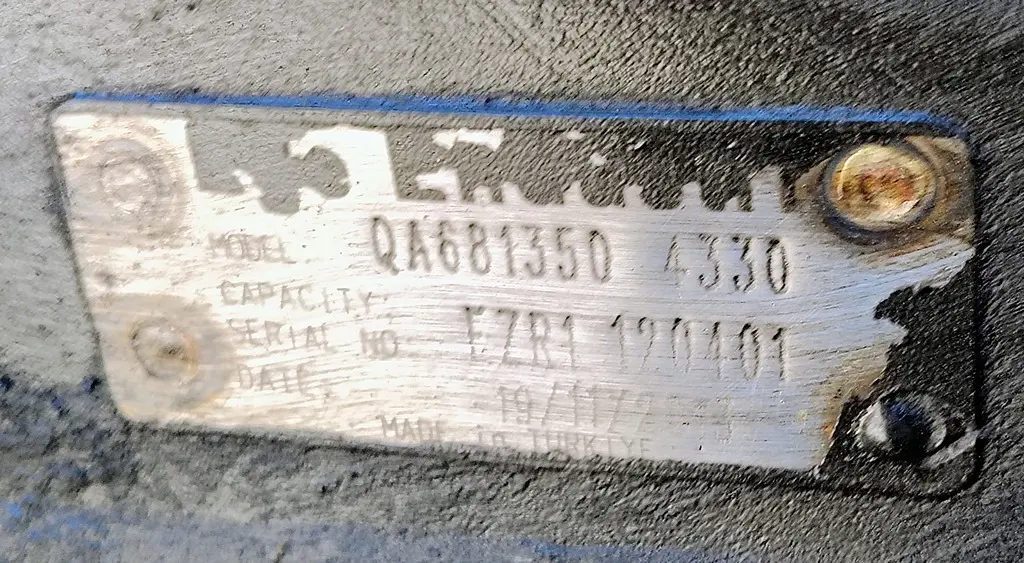 MODEL QA681350 4330
CAPACITY
SERIAL NO EZR1 120401
DATE
MADE IN TURKIYE